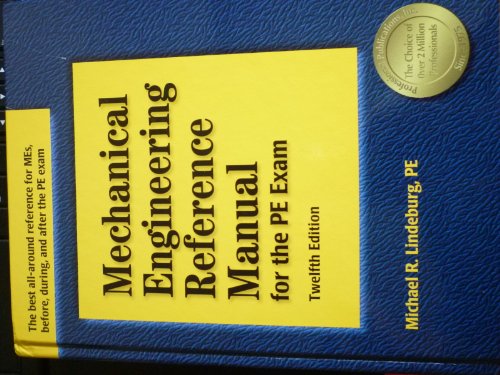 The best all-around reference for MEs,
before, during, and after the PE exam
Mechanical
Engineering
Reference
Manual
for the PE Exam
Twelfth Edition
Michael R. Lindeburg, PE
Professional Publications, Inc.
The Choice of
Over 2 Million
Professionals